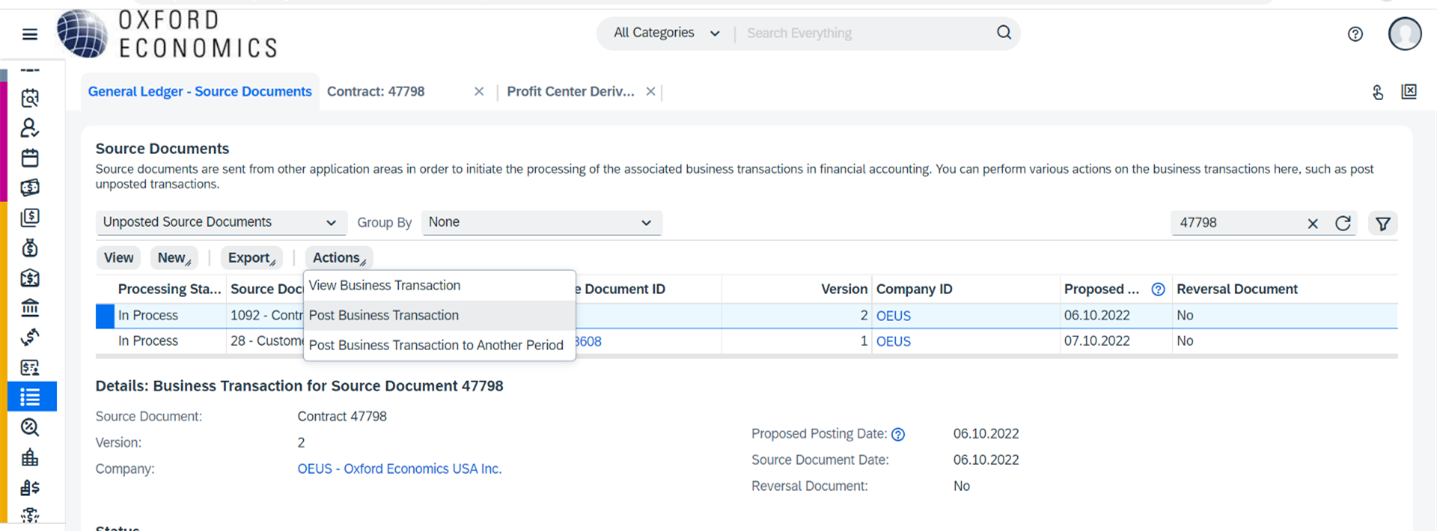 OXFORD
ECONOMICS
All Categories
Search Everything
General Ledger - Source Documents
Contract: 47798
Profit Center Deriv...
Source Documents
Source documents are sent from other application areas in order to initiate the processing of the associated business transactions in financial accounting. You can perform various actions on the business transactions here, such as post
unposted transactions.
Unposted Source Documents Group By None 47798
View New Export Actions
View Business Transaction
Post Business Transaction
Post Business Transaction to Another Period
Processing Sta... Source Doc e Document ID Version Company ID Proposed ... Reversal Document
In Process 1092 - Contr 2 OEUS 06.10.2022 No
In Process 28 - Custome 3608 1 OEUS 07.10.2022 No
Details: Business Transaction for Source Document 47798
Source Document: Contract 47798
Version: 2
Company: OEUS - Oxford Economics USA Inc.
Proposed Posting Date: 06.10.2022
Source Document Date: 06.10.2022
Reversal Document: No
Status